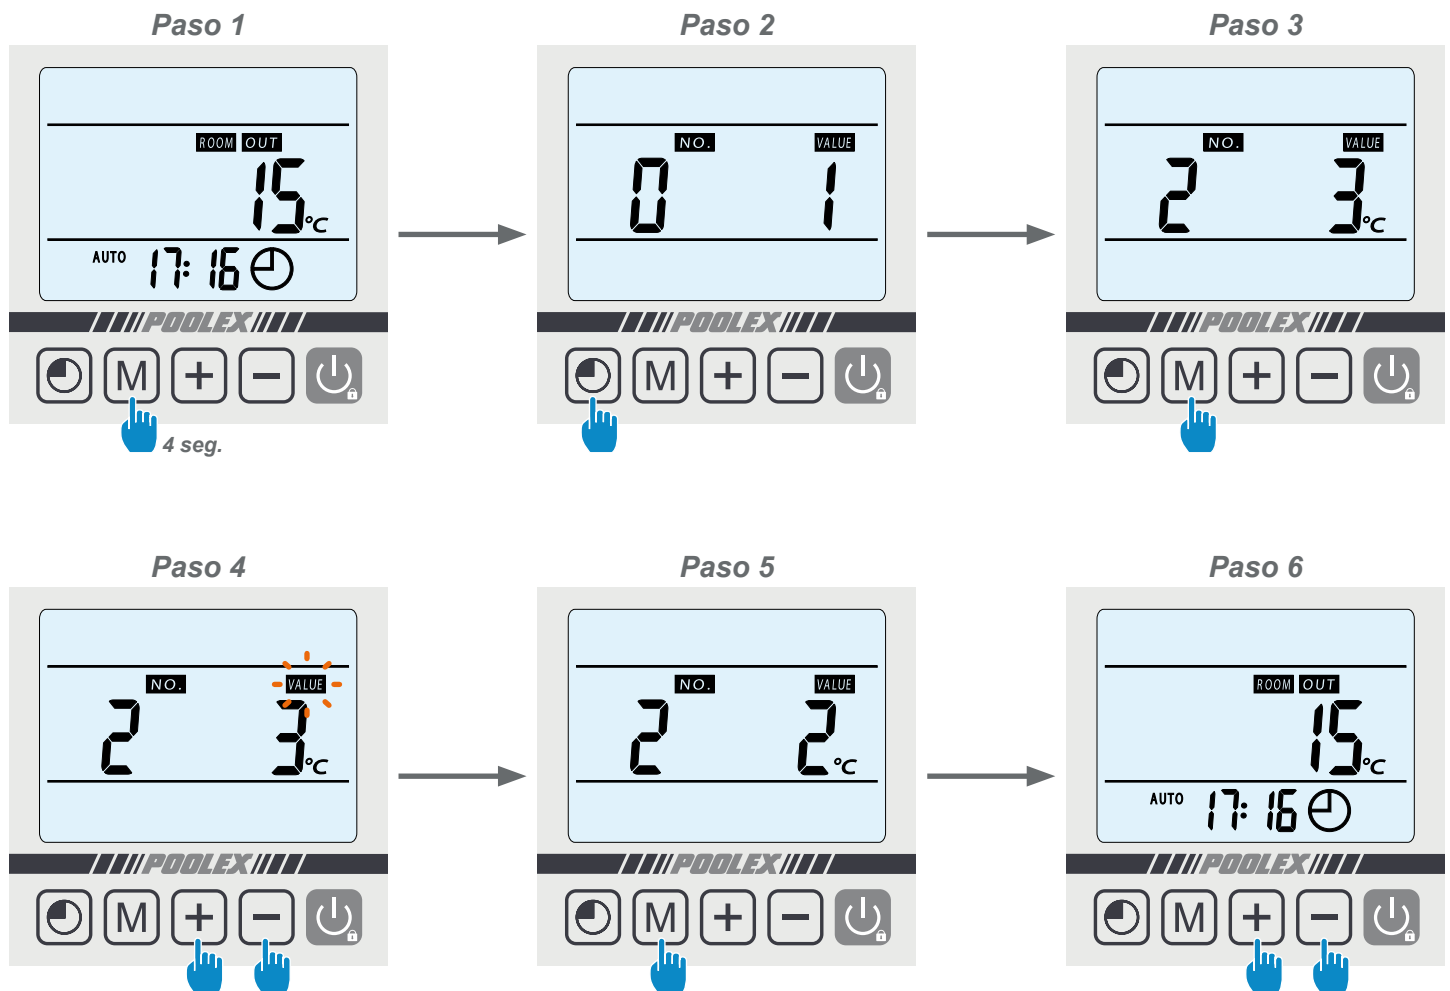 Paso 1
Paso 2
Paso 3
ROOM OUT
15 °C
AUTO 17:16
POOLEX
M
4 seg.
NO. VALUE
0 1
POOLEX
M
NO. VALUE
2 3 °C
POOLEX
M
Paso 4
Paso 5
Paso 6
NO. VALUE
2 3 °C
POOLEX
M
NO. VALUE
2 2 °C
POOLEX
M
ROOM OUT
15 °C
AUTO 17:16
POOLEX
M